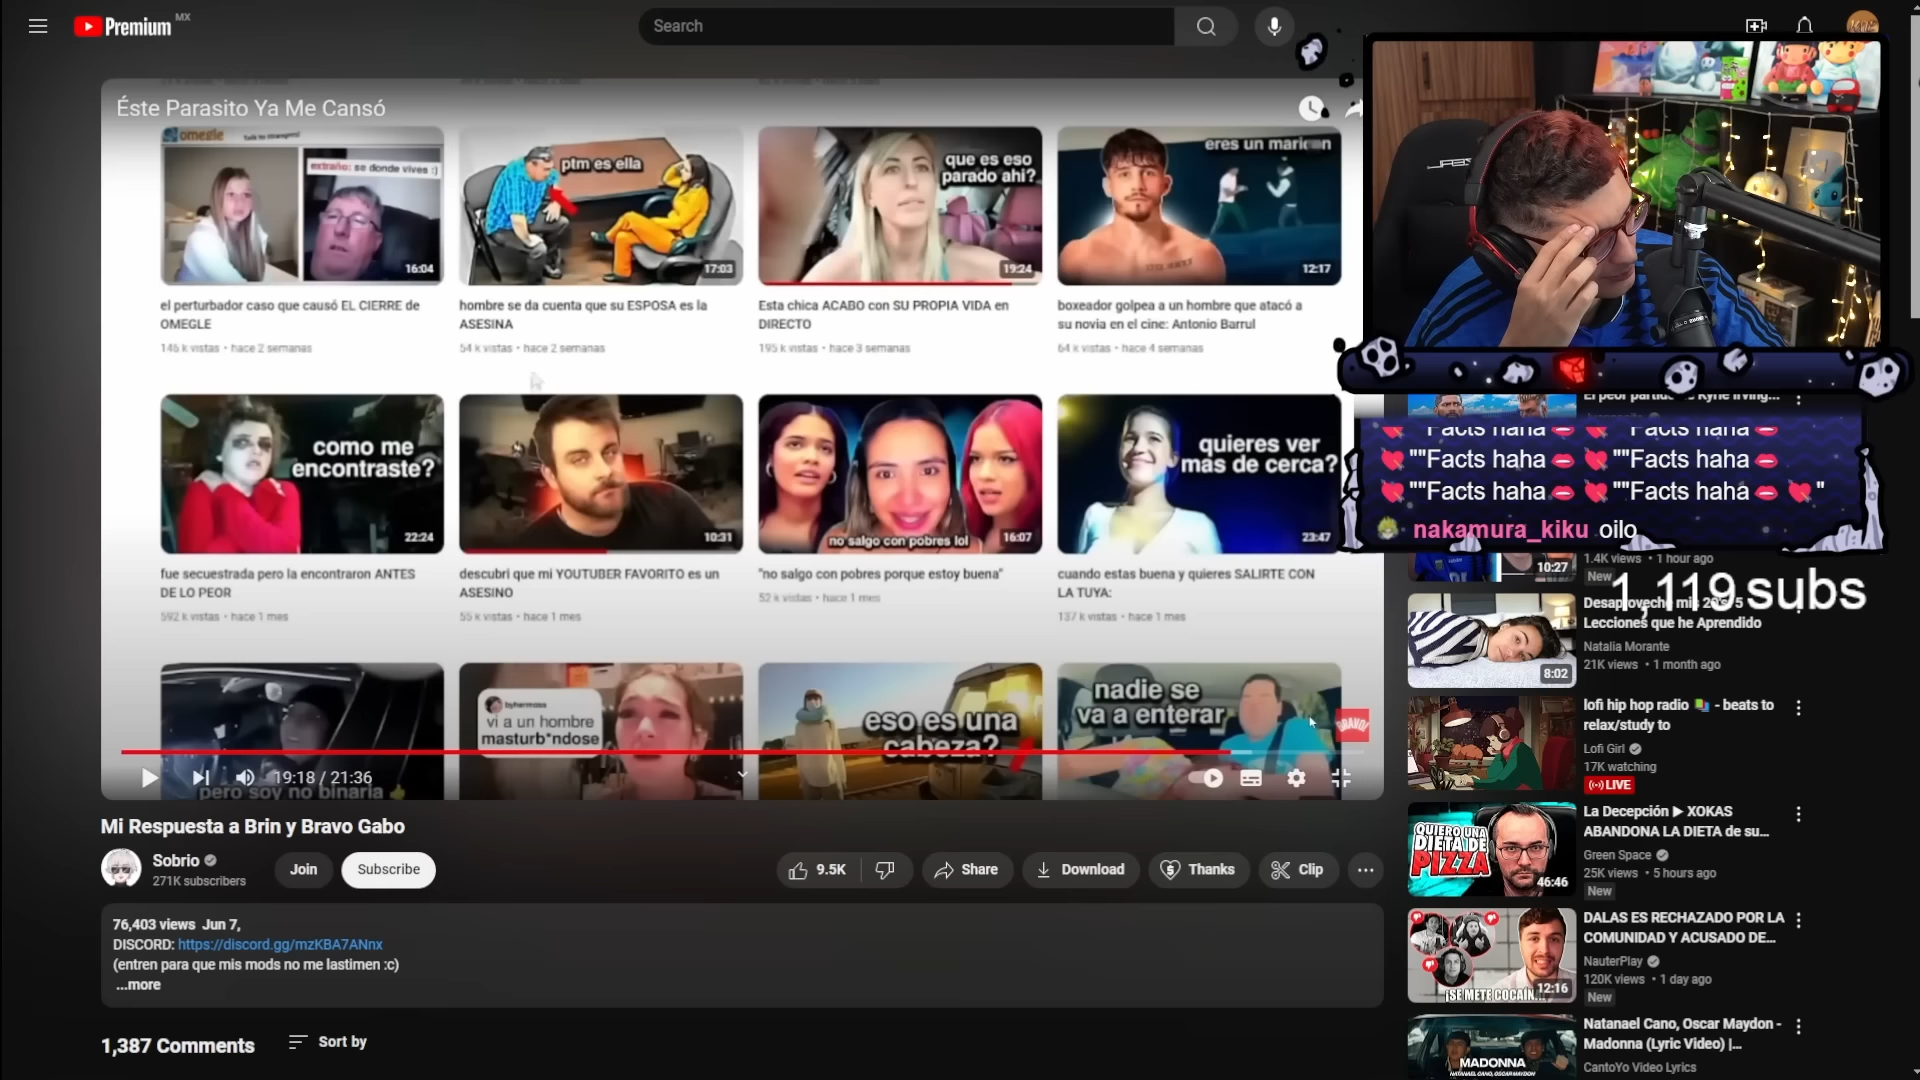 Premium MX
Search
Éste Parasito Ya Me Cansó
omegle
extraño: se donde vives :)
16:04
ptm es ella
17:03
que es eso
parado ahi?
19:24
eres un maricon
12:17
el perturbador caso que causó EL CIERRE de
OMEGLE
146 k vistas • hace 2 semanas
hombre se da cuenta que su ESPOSA es la
ASESINA
54 k vistas • hace 2 semanas
Esta chica ACABO con SU PROPIA VIDA en
DIRECTO
195 k vistas • hace 3 semanas
boxeador golpea a un hombre que atacó a
su novia en el cine: Antonio Barrul
64 k vistas • hace 4 semanas
como me
encontraste?
22:24
10:31
no salgo con pobres lol
16:07
quieres ver
mas de cerca?
23:47
fue secuestrada pero la encontraron ANTES
DE LO PEOR
592 k vistas • hace 1 mes
descubri que mi YOUTUBER FAVORITO es un
ASESINO
55 k vistas • hace 1 mes
"no salgo con pobres porque estoy buena"
52 k vistas • hace 1 mes
cuando estas buena y quieres SALIRTE CON
LA TUYA:
137 k vistas • hace 1 mes
byhermosa
vi a un hombre
masturb*ndose
eso es una
cabeza?
nadie se
va a enterar
¡BRAVO!
19:18 / 21:36
pero soy no binaria
Mi Respuesta a Brin y Bravo Gabo
Sobrio
271K subscribers
Join
Subscribe
9.5K
Share
Download
Thanks
Clip
76,403 views Jun 7,
DISCORD: https://discord.gg/mzKBA7ANnx
(entren para que mis mods no me lastimen :c)
...more
1,387 Comments
Sort by
El peor partido de Kyrie Irving...
💘 ""Facts haha 💋 💘 ""Facts haha 💋
💘 ""Facts haha 💋 💘 ""Facts haha 💋
💘 ""Facts haha 💋 💘 ""Facts haha 💋 💘 "
nakamura_kiku oilo
10:27
1.4K views • 1 hour ago
New
1,119 subs
8:02
Desaproveché mis 20's: 5
Lecciones que he Aprendido
Natalia Morante
21K views • 1 month ago
lofi hip hop radio 📚 - beats to
relax/study to
Lofi Girl
17K watching
LIVE
QUIERO UNA
DIETA DE
PIZZA
46:46
La Decepción ▶ XOKAS
ABANDONA LA DIETA de su...
Green Space
25K views • 5 hours ago
New
¡SE METE COCAÍN...
12:16
DALAS ES RECHAZADO POR LA
COMUNIDAD Y ACUSADO DE...
NauterPlay
120K views • 1 day ago
New
MADONNA
NATANAEL CANO, OSCAR MAYDON
Natanael Cano, Oscar Maydon -
Madonna (Lyric Video) |...
CantoYo Video Lyrics